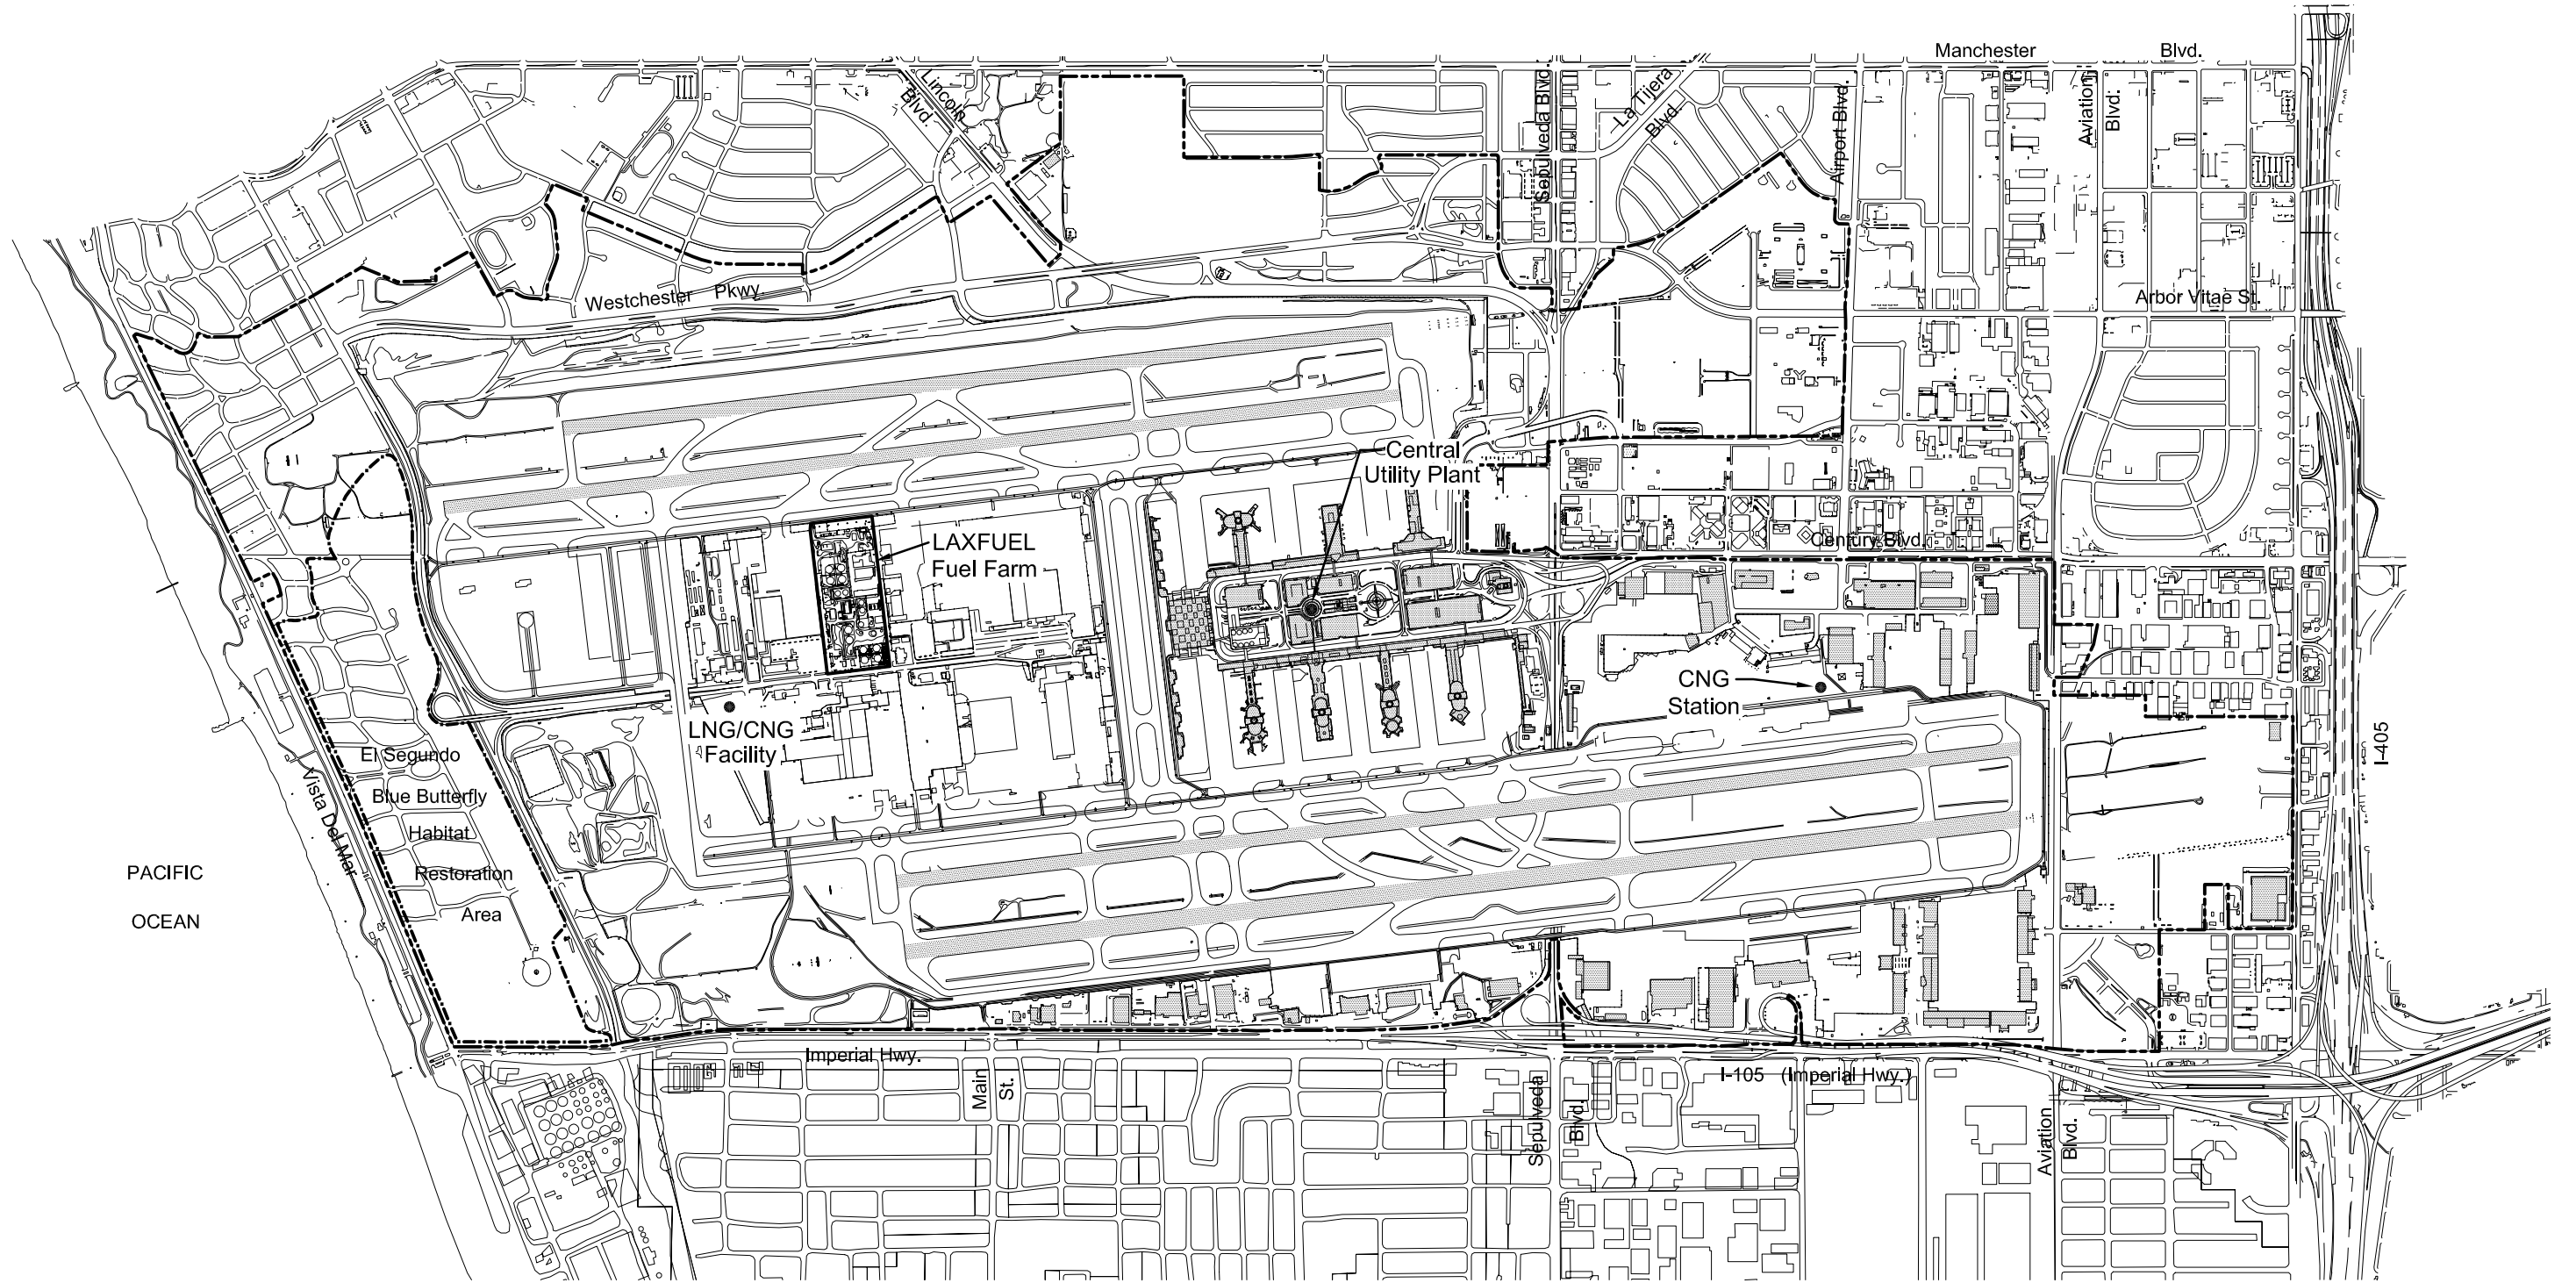 Manchester Blvd.
Lincoln
Blvd.
Sepulveda Blvd.
La Tijera
Blvd.
Airport Blvd.
Aviation
Blvd.
Westchester Pkwy
Arbor Vitae St.
Central
Utility Plant
LAXFUEL
Fuel Farm
Century Blvd.
CNG
Station
LNG/CNG
Facility
El Segundo
Blue Butterfly
Habitat
Restoration
Area
Vista Del Mar
I-405
PACIFIC
OCEAN
Imperial Hwy.
Main
St.
I-105 (Imperial Hwy.)
Sepulveda
Blvd.
Aviation
Blvd.